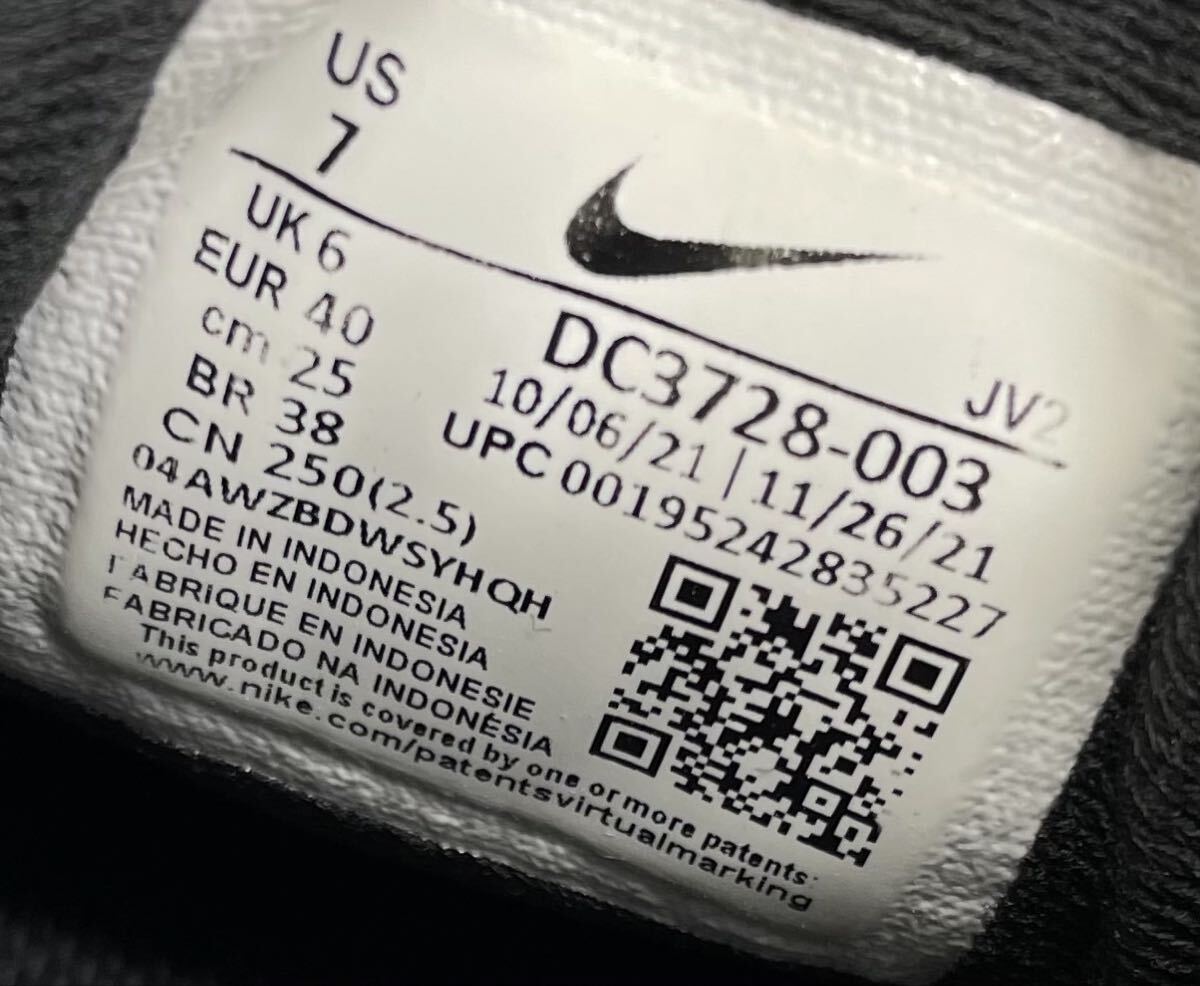 US
7
UK 6
EUR 40
cm 25
BR 38
CN 250(2.5)
04AWZBDWSYHQH
MADE IN INDONESIA
HECHO EN INDONESIA
FABRIQUE EN INDONESIE
FABRICADO NA INDONÉSIA
This product is covered by one or more patents:
www.nike.com/patentsvirtualmarking
JV2
DC3728-003
10/06/21 | 11/26/21
UPC 00195242835227